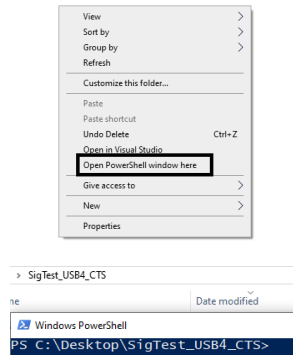 View
Sort by
Group by
Refresh
Customize this folder...
Paste
Paste shortcut
Undo Delete Ctrl+Z
Open in Visual Studio
Open PowerShell window here
Give access to
New
Properties
SigTest_USB4_CTS
ne Date modified
Windows PowerShell
PS C:\Desktop\SigTest_USB4_CTS>